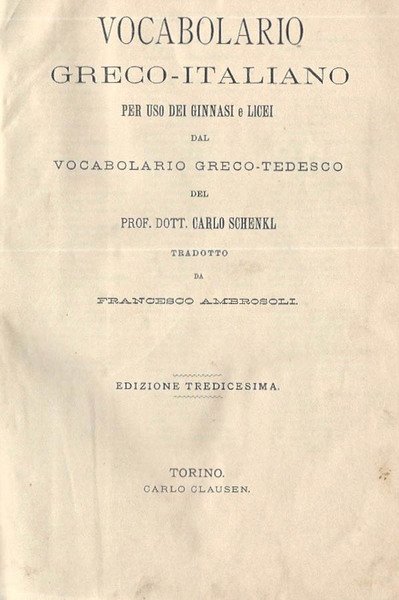 VOCABOLARIO
GRECO-ITALIANO
PER USO DEI GINNASI e LICEI
DAL
VOCABOLARIO GRECO-TEDESCO
DEL
PROF. DOTT. CARLO SCHENKL
TRADOTTO
DA
FRANCESCO AMBROSOLI.
EDIZIONE TREDICESIMA.
TORINO.
CARLO CLAUSEN.